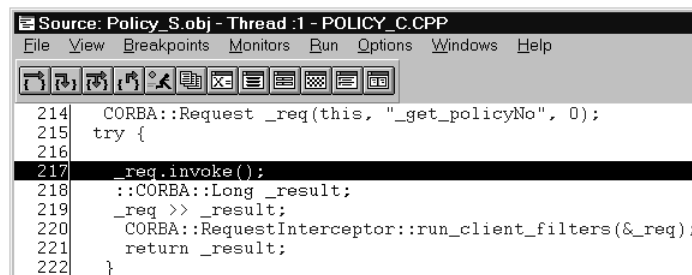 Source: Policy_S.obj - Thread :1 - POLICY_C.CPP
File View Breakpoints Monitors Run Options Windows Help
214 CORBA::Request _req(this, "_get_policyNo", 0);
215 try {
216
217 _req.invoke();
218 ::CORBA::Long _result;
219 _req >> _result;
220 CORBA::RequestInterceptor::run_client_filters(&_req);
221 return _result;
222 }